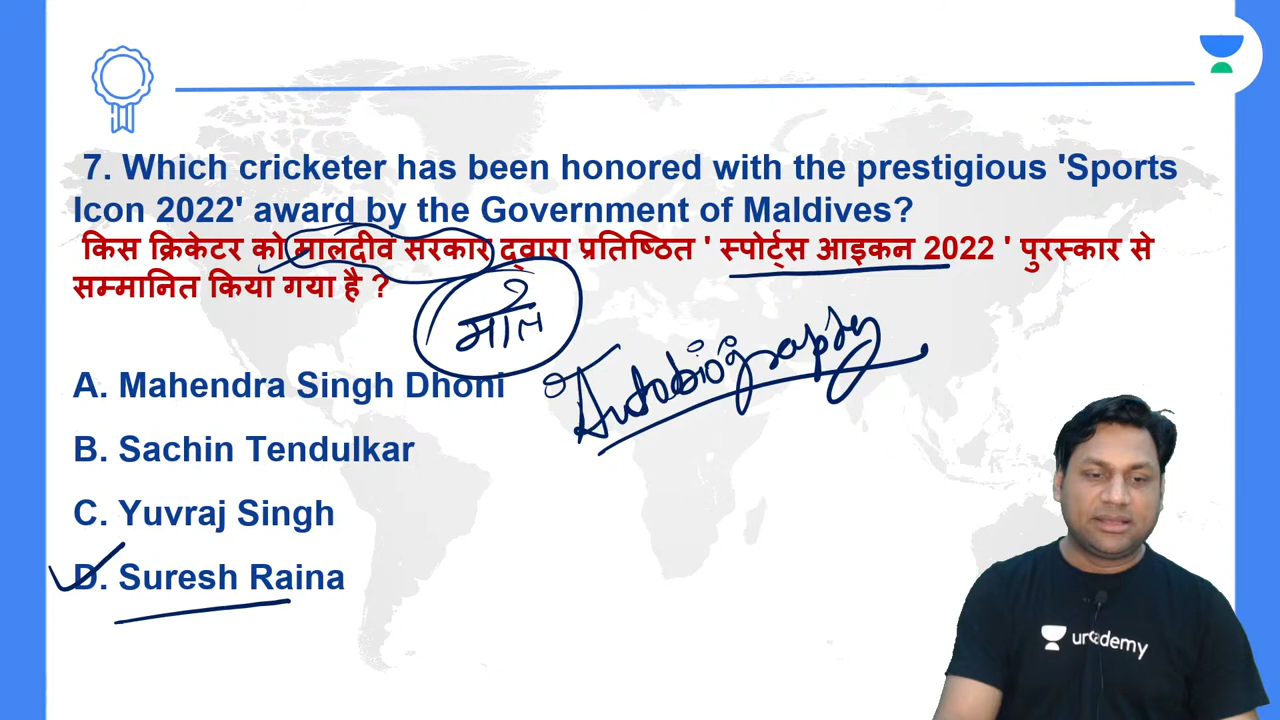 7. Which cricketer has been honored with the prestigious 'Sports
Icon 2022' award by the Government of Maldives?
किस क्रिकेटर को मालदीव सरकार द्वारा प्रतिष्ठित ' स्पोर्ट्स आइकन 2022 ' पुरस्कार से
सम्मानित किया गया है ?
A. Mahendra Singh Dhoni
Autobiography
B. Sachin Tendulkar
C. Yuvraj Singh
D. Suresh Raina